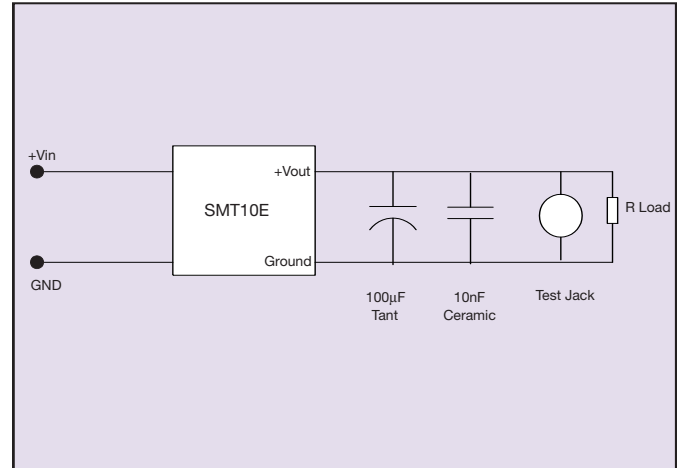 +Vin
+Vout
SMT10E
R Load
Ground
GND
100μF
Tant
10nF
Ceramic
Test Jack